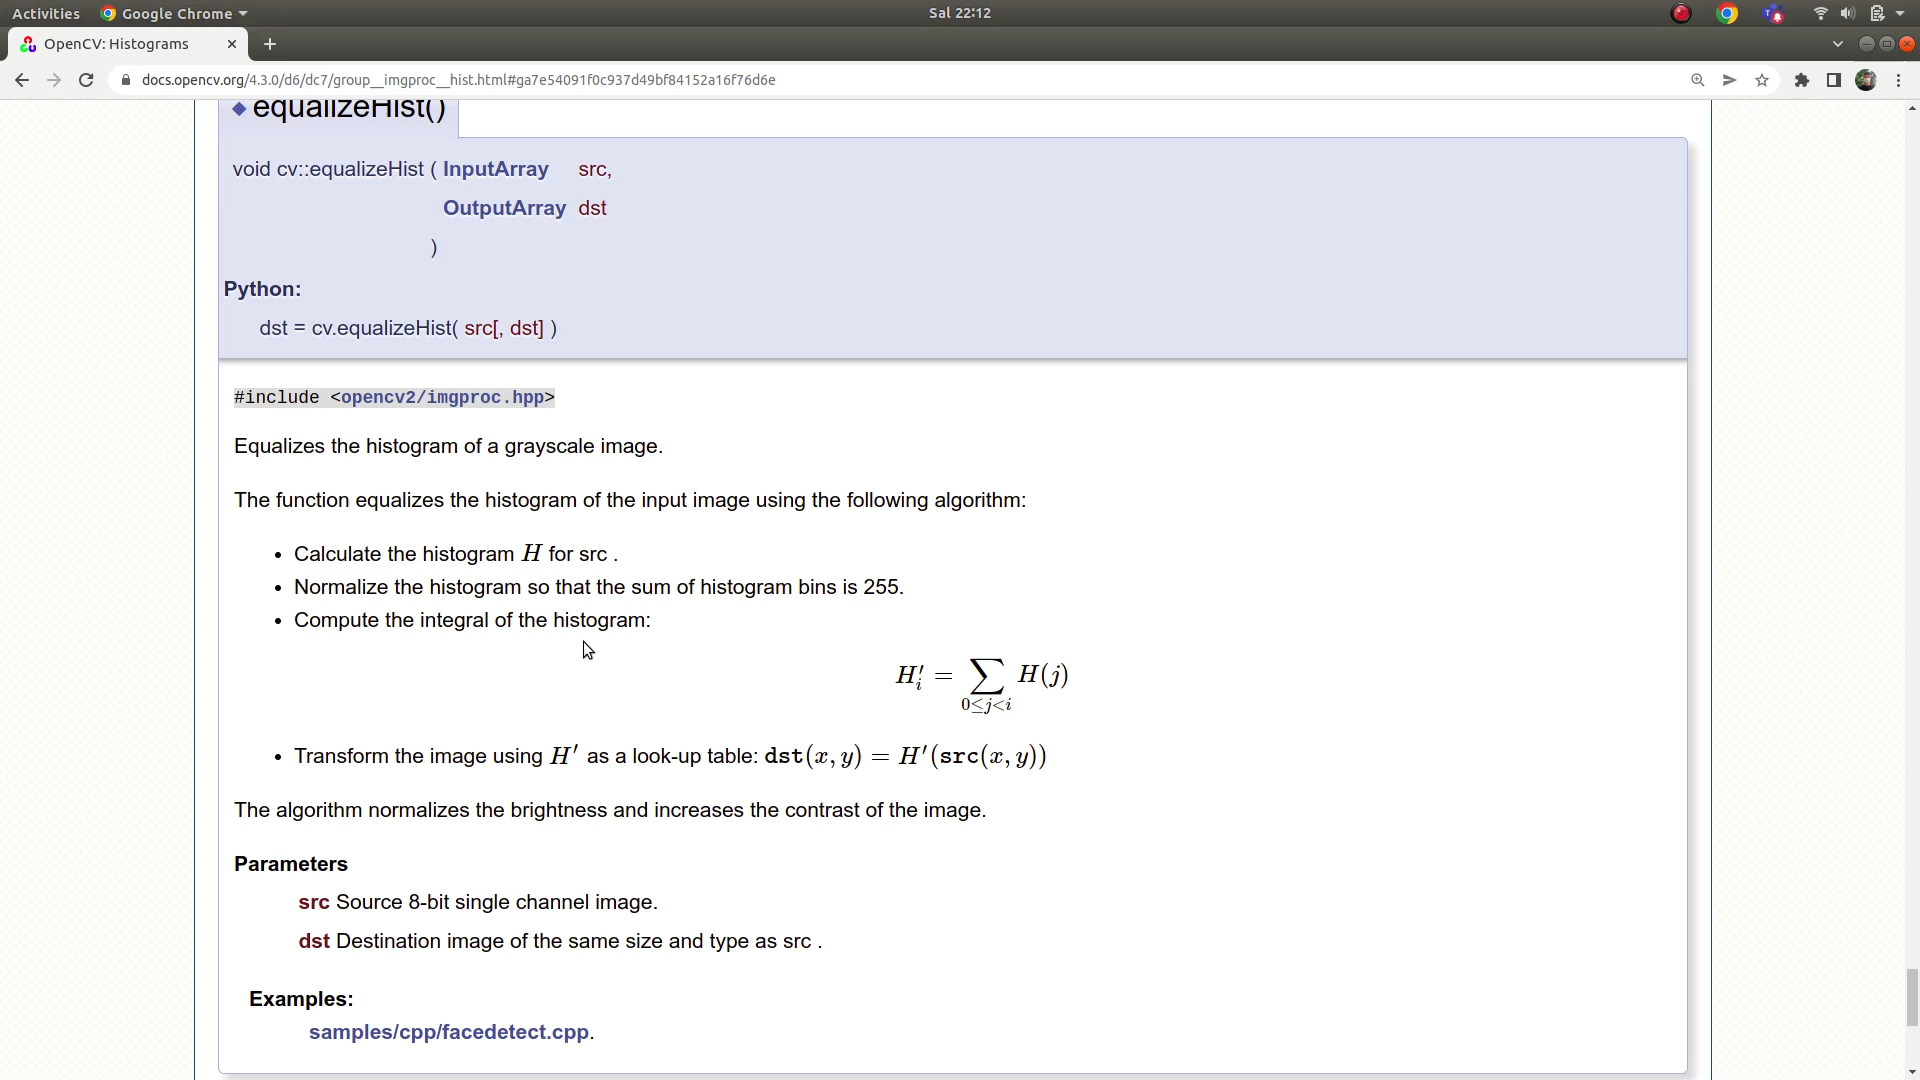 Activities Google Chrome Sal 22:12
OpenCV: Histograms
docs.opencv.org/4.3.0/d6/dc7/group__imgproc__hist.html#ga7e54091f0c937d49bf84152a16f76d6e
◆ equalizeHist()
void cv::equalizeHist ( InputArray src,
OutputArray dst
)
Python:
dst = cv.equalizeHist( src[, dst] )
#include <opencv2/imgproc.hpp>
Equalizes the histogram of a grayscale image.
The function equalizes the histogram of the input image using the following algorithm:
• Calculate the histogram H for src .
• Normalize the histogram so that the sum of histogram bins is 255.
• Compute the integral of the histogram:
H′i = ∑ H(j)
0≤j<i
• Transform the image using H′ as a look-up table: dst(x, y) = H′(src(x, y))
The algorithm normalizes the brightness and increases the contrast of the image.
Parameters
src Source 8-bit single channel image.
dst Destination image of the same size and type as src .
Examples:
samples/cpp/facedetect.cpp.